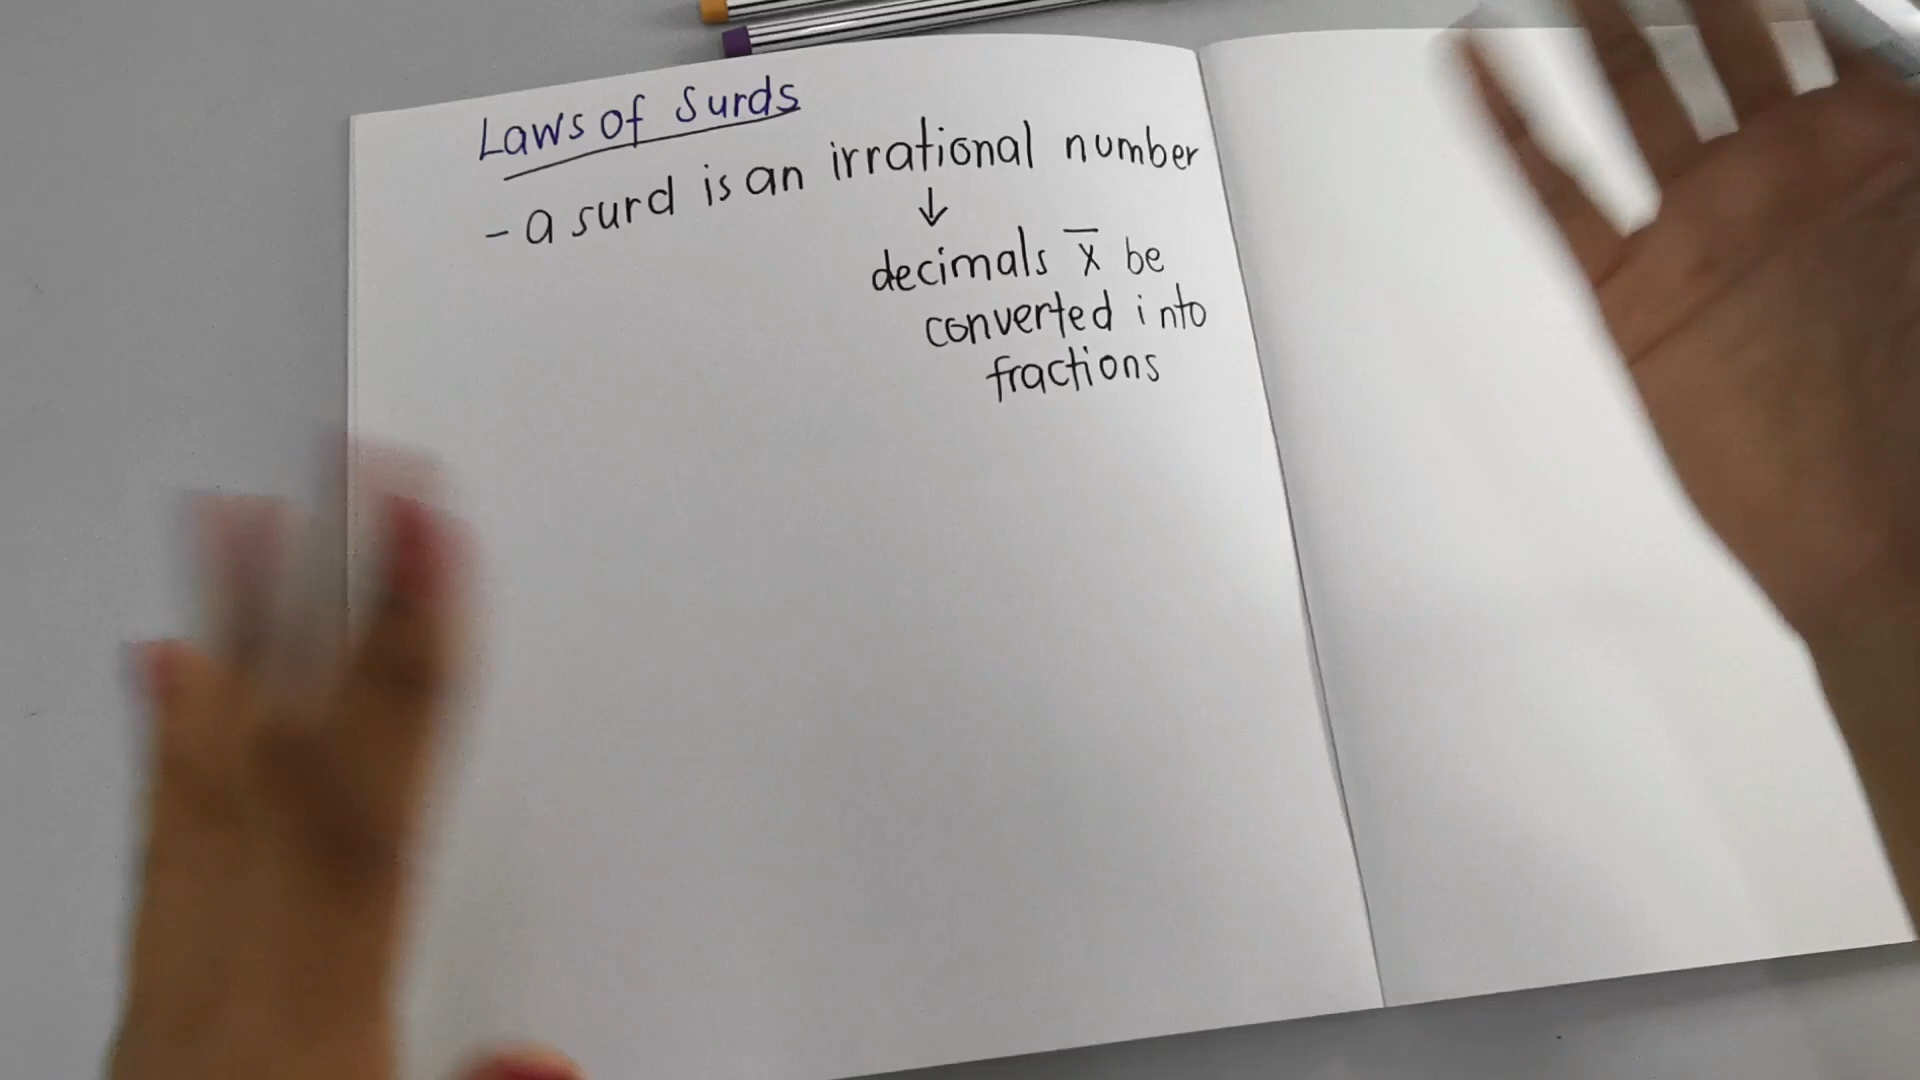 Laws of Surds
- a surd is an irrational number
↓
decimals x̅ be
converted into
fractions